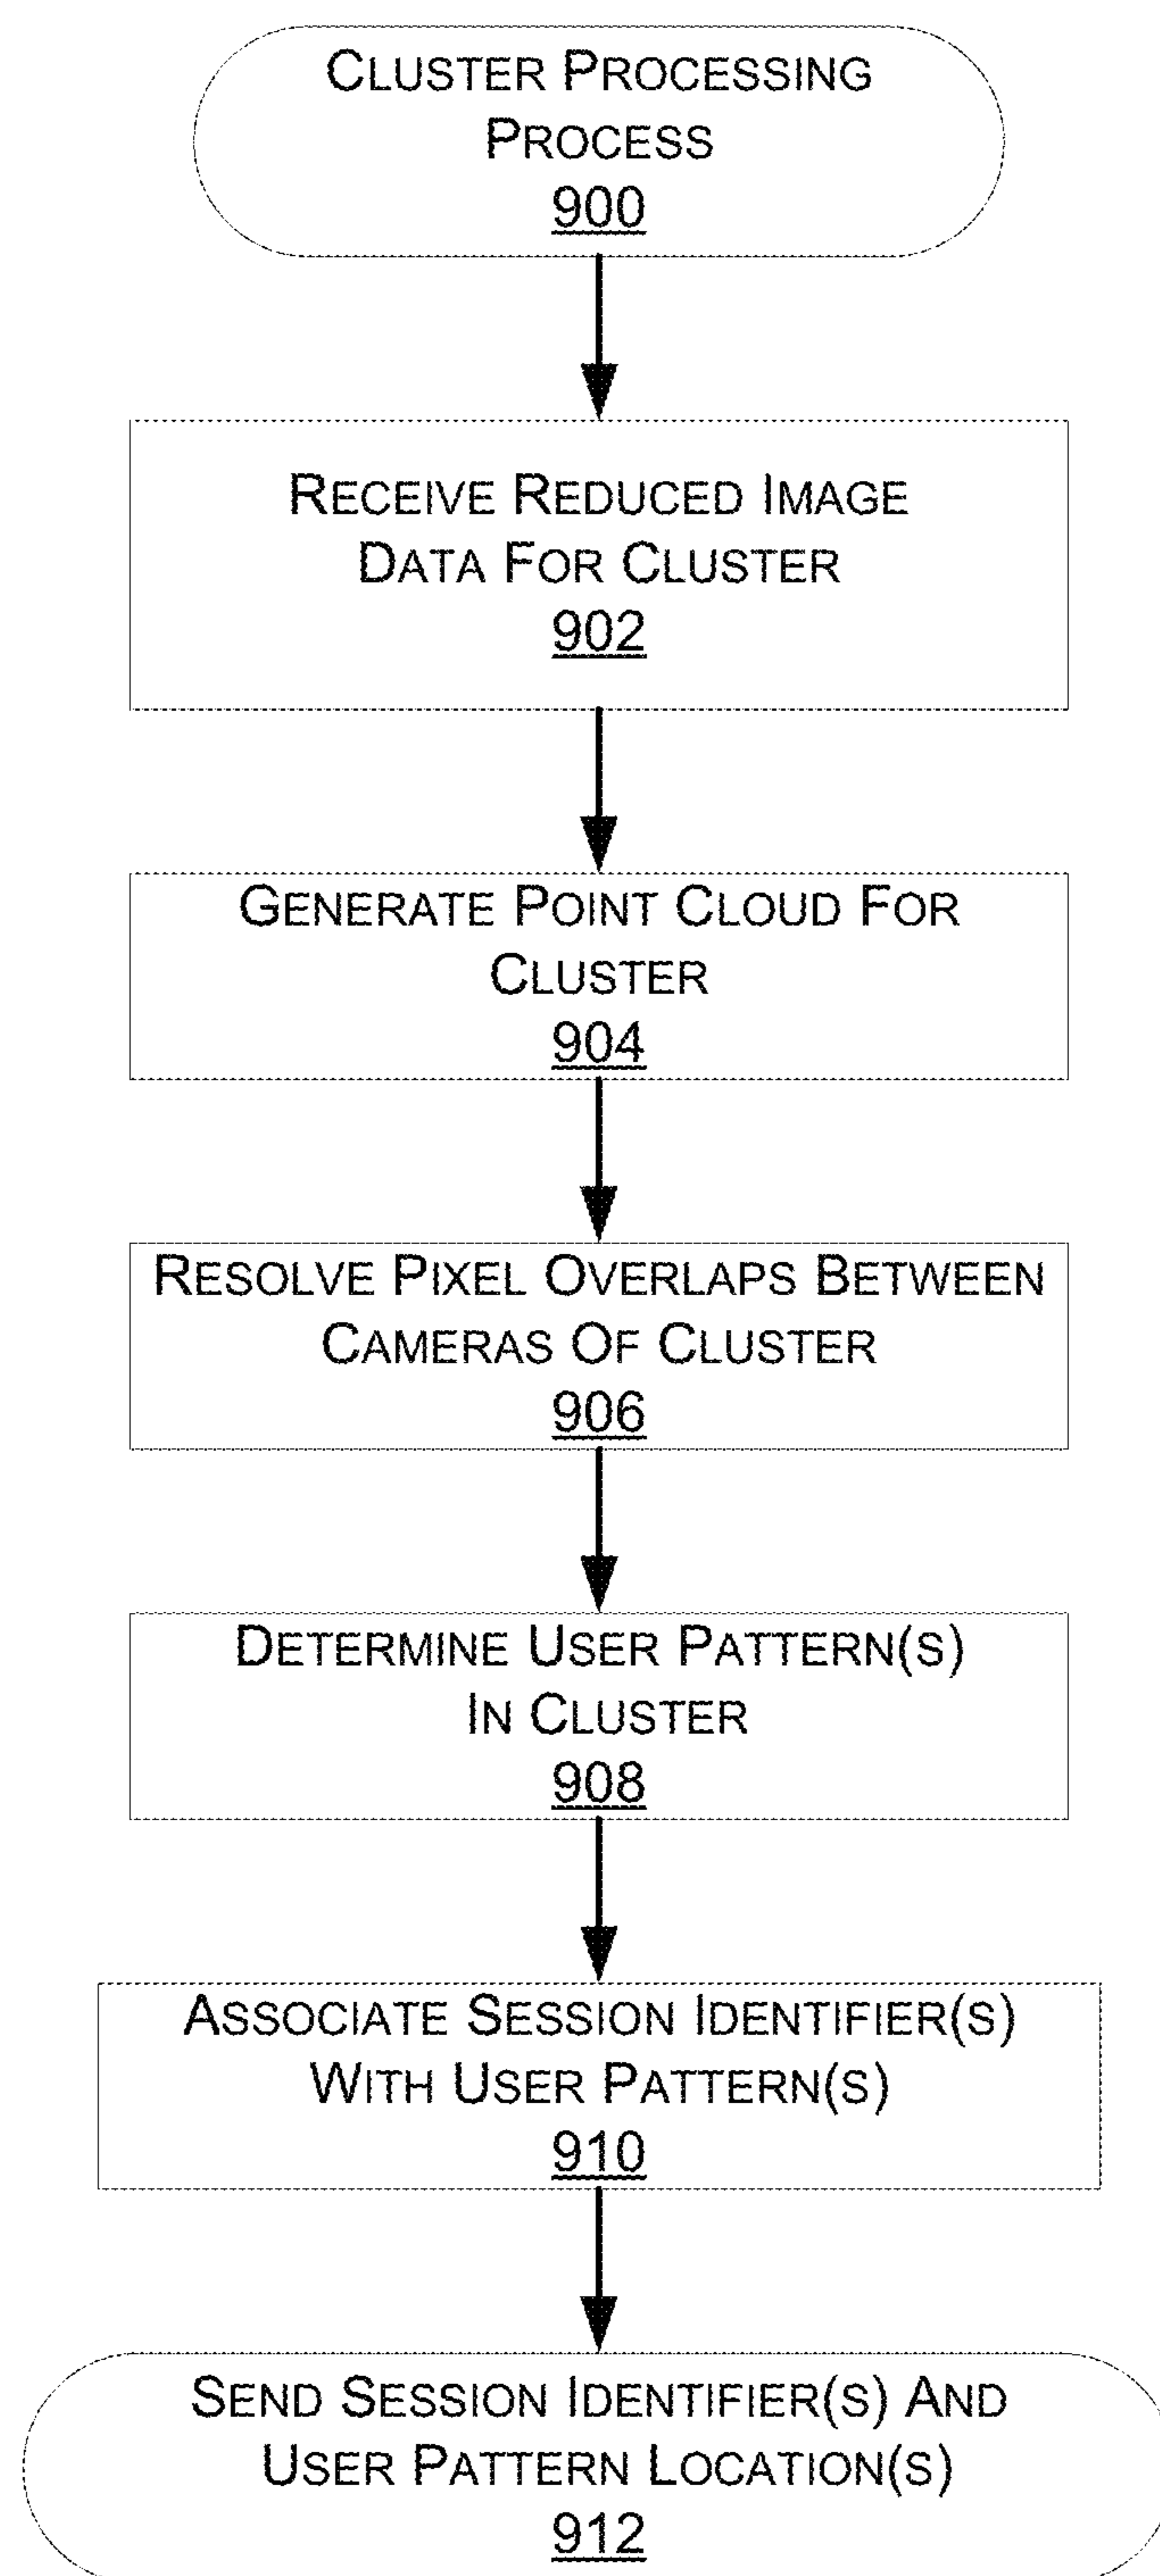 CLUSTER PROCESSING
PROCESS
900
RECEIVE REDUCED IMAGE
DATA FOR CLUSTER
902
GENERATE POINT CLOUD FOR
CLUSTER
904
RESOLVE PIXEL OVERLAPS BETWEEN
CAMERAS OF CLUSTER
906
DETERMINE USER PATTERN(S)
IN CLUSTER
908
ASSOCIATE SESSION IDENTIFIER(S)
WITH USER PATTERN(S)
910
SEND SESSION IDENTIFIER(S) AND
USER PATTERN LOCATION(S)
912